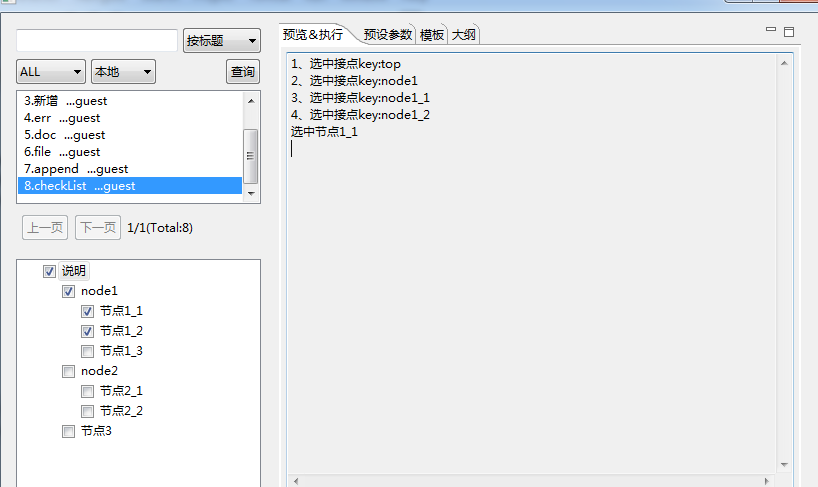 按标题
ALL 本地 查询
3.新增 ...guest
4.err ...guest
5.doc ...guest
6.file ...guest
7.append ...guest
8.checkList ...guest
上一页 下一页 1/1(Total:8)
说明
node1
节点1_1
节点1_2
节点1_3
node2
节点2_1
节点2_2
节点3
预览&执行 预设参数 模板 大纲
1、选中接点key:top
2、选中接点key:node1
3、选中接点key:node1_1
4、选中接点key:node1_2
选中节点1_1